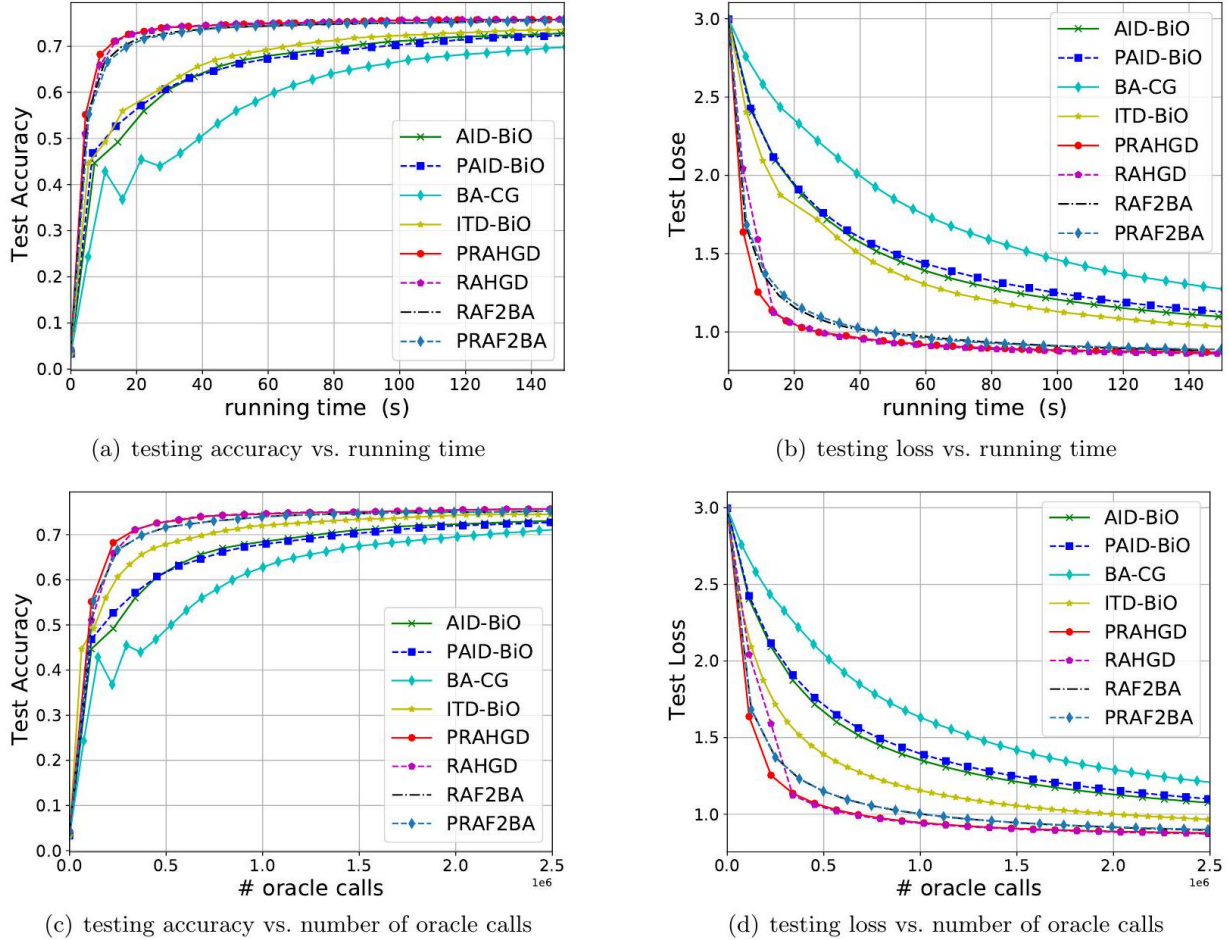 Test Accuracy
0.7
0.6
0.5
0.4
0.3
0.2
0.1
0.0
AID-BiO
PAID-BiO
BA-CG
ITD-BiO
PRAHGD
RAHGD
RAF2BA
PRAF2BA
0 20 40 60 80 100 120 140
running time (s)
(a) testing accuracy vs. running time
Test Lose
3.0
2.5
2.0
1.5
1.0
AID-BiO
PAID-BiO
BA-CG
ITD-BiO
PRAHGD
RAHGD
RAF2BA
PRAF2BA
0 20 40 60 80 100 120 140
running time (s)
(b) testing loss vs. running time
Test Accuracy
0.7
0.6
0.5
0.4
0.3
0.2
0.1
0.0
AID-BiO
PAID-BiO
BA-CG
ITD-BiO
PRAHGD
RAHGD
RAF2BA
PRAF2BA
0.0 0.5 1.0 1.5 2.0 2.5
1e6
# oracle calls
(c) testing accuracy vs. number of oracle calls
Test Loss
3.0
2.5
2.0
1.5
1.0
AID-BiO
PAID-BiO
BA-CG
ITD-BiO
PRAHGD
RAHGD
RAF2BA
PRAF2BA
0.0 0.5 1.0 1.5 2.0 2.5
1e6
# oracle calls
(d) testing loss vs. number of oracle calls